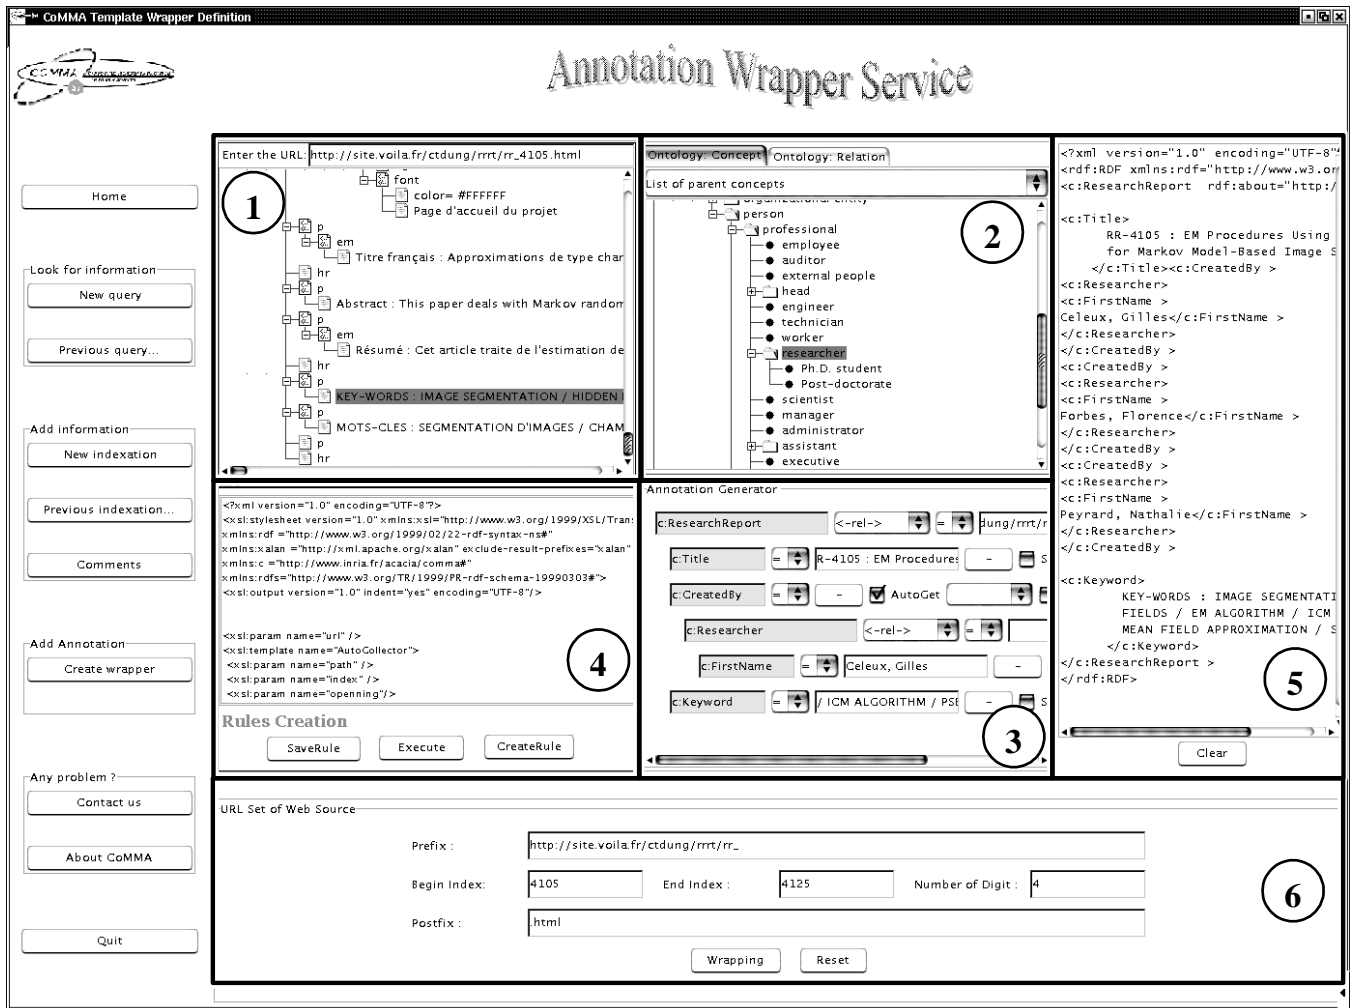 CoMMA Template Wrapper Definition
COMMA
Annotation Wrapper Service
Home
Look for information
New query
Previous query...
Add information
New indexation
Previous indexation...
Comments
Add Annotation
Create wrapper
Any problem ?
Contact us
About CoMMA
Quit
Enter the URL: http://site.voila.fr/ctdung/rrrt/rr_4105.html
1
font
color= #FFFFFF
Page d'accueil du projet
p
em
Titre français : Approximations de type char
hr
p
Abstract : This paper deals with Markov random
p
em
Résumé : Cet article traite de l'estimation de
hr
p
KEY-WORDS : IMAGE SEGMENTATION / HIDDEN
p
MOTS-CLES : SEGMENTATION D'IMAGES / CHAM
p
hr
Ontology: Concept Ontology: Relation
List of parent concepts
2
organizational entity
person
professional
employee
auditor
external people
head
engineer
technician
worker
researcher
Ph.D. student
Post-doctorate
scientist
manager
administrator
assistant
executive
Annotation Generator
c:ResearchReport <-rel-> = dung/rrrt/r
c:Title = R-4105 : EM Procedures - S
c:CreatedBy = - AutoGet
c:Researcher <-rel-> =
c:FirstName = Celeux, Gilles -
c:Keyword = / ICM ALGORITHM / PSE - S
3
<?xml version="1.0" encoding="UTF-8"?>
<xsl:stylesheet version="1.0" xmlns:xsl="http://www.w3.org/1999/XSL/Trans
xmlns:rdf ="http://www.w3.org/1999/02/22-rdf-syntax-ns#"
xmlns:xalan ="http://xml.apache.org/xalan" exclude-result-prefixes="xalan"
xmlns:c ="http://www.inria.fr/acacia/comma#"
xmlns:rdfs="http://www.w3.org/TR/1999/PR-rdf-schema-19990303#">
<xsl:output version="1.0" indent="yes" encoding="UTF-8"/>
<xsl:param name="url" />
<xsl:template name="AutoCollector">
<xsl:param name="path" />
<xsl:param name="index" />
<xsl:param name="openning"/>
4
Rules Creation
SaveRule Execute CreateRule
<?xml version="1.0" encoding="UTF-8"
<rdf:RDF xmlns:rdf="http://www.w3.or
<c:ResearchReport rdf:about="http:/
<c:Title>
RR-4105 : EM Procedures Using
for Markov Model-Based Image S
</c:Title><c:CreatedBy >
<c:Researcher>
<c:FirstName >
Celeux, Gilles</c:FirstName >
</c:Researcher>
</c:CreatedBy >
<c:CreatedBy >
<c:Researcher>
<c:FirstName >
Forbes, Florence</c:FirstName >
</c:Researcher>
</c:CreatedBy >
<c:CreatedBy >
<c:Researcher>
<c:FirstName >
Peyrard, Nathalie</c:FirstName >
</c:Researcher>
</c:CreatedBy >
<c:Keyword>
KEY-WORDS : IMAGE SEGMENTATI
FIELDS / EM ALGORITHM / ICM
MEAN FIELD APPROXIMATION / S
</c:Keyword>
</c:ResearchReport >
</rdf:RDF>
5
Clear
URL Set of Web Source
Prefix : http://site.voila.fr/ctdung/rrrt/rr_
Begin Index: 4105 End Index : 4125 Number of Digit : 4
Postfix : .html
6
Wrapping Reset